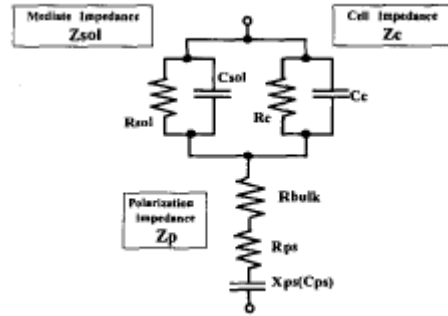 Mediate Impedance
Zsol
Cell Impedance
Zc
Csol
Rsol
Cc
Rc
Polarization
Impedance
Zp
Rbulk
Rps
Xps(Cps)